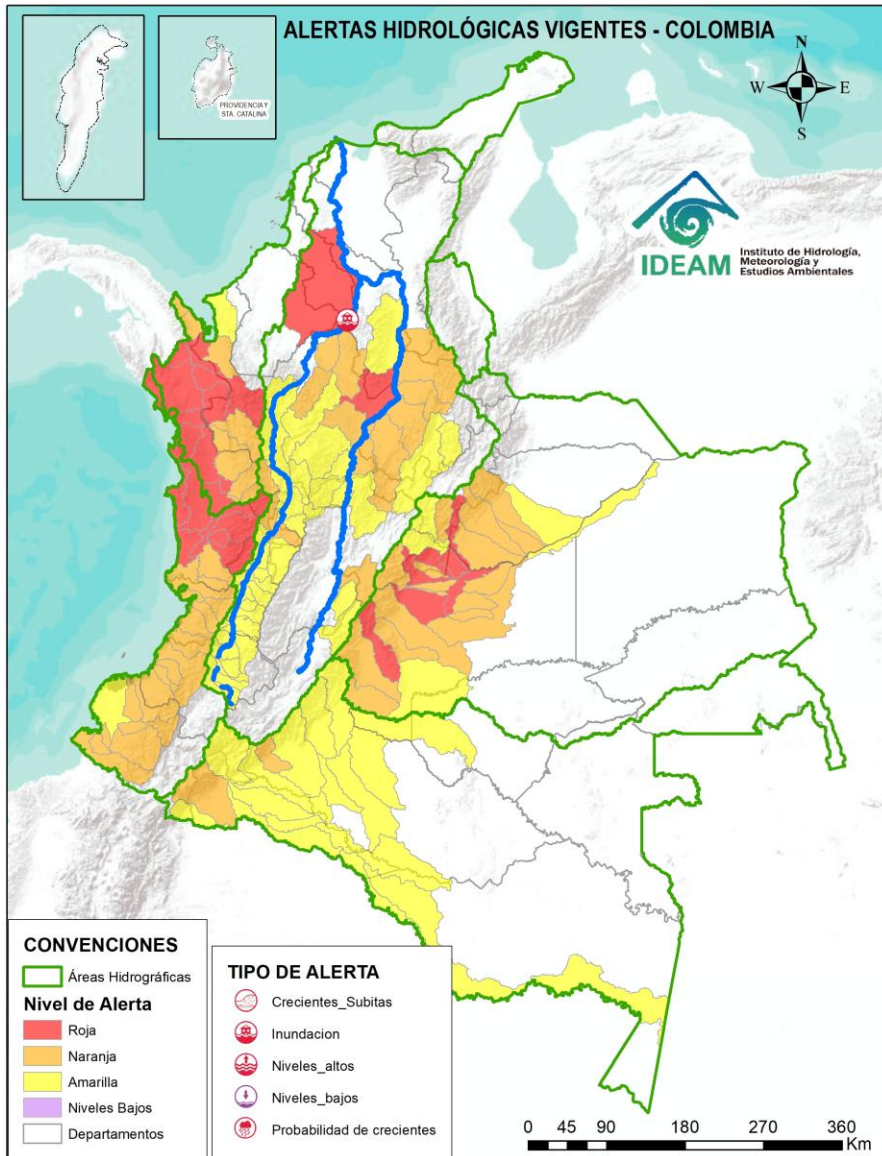 ALERTAS HIDROLÓGICAS VIGENTES - COLOMBIA
N
W E
S
PROVIDENCIA Y
STA. CATALINA
IDEAM
Instituto de Hidrología,
Meteorología y
Estudios Ambientales
CONVENCIONES
Áreas Hidrográficas
Nivel de Alerta
Roja
Naranja
Amarilla
Niveles Bajos
Departamentos
TIPO DE ALERTA
Crecientes_Subitas
Inundacion
Niveles_altos
Niveles_bajos
Probabilidad de crecientes
0 45 90 180 270 360
Km